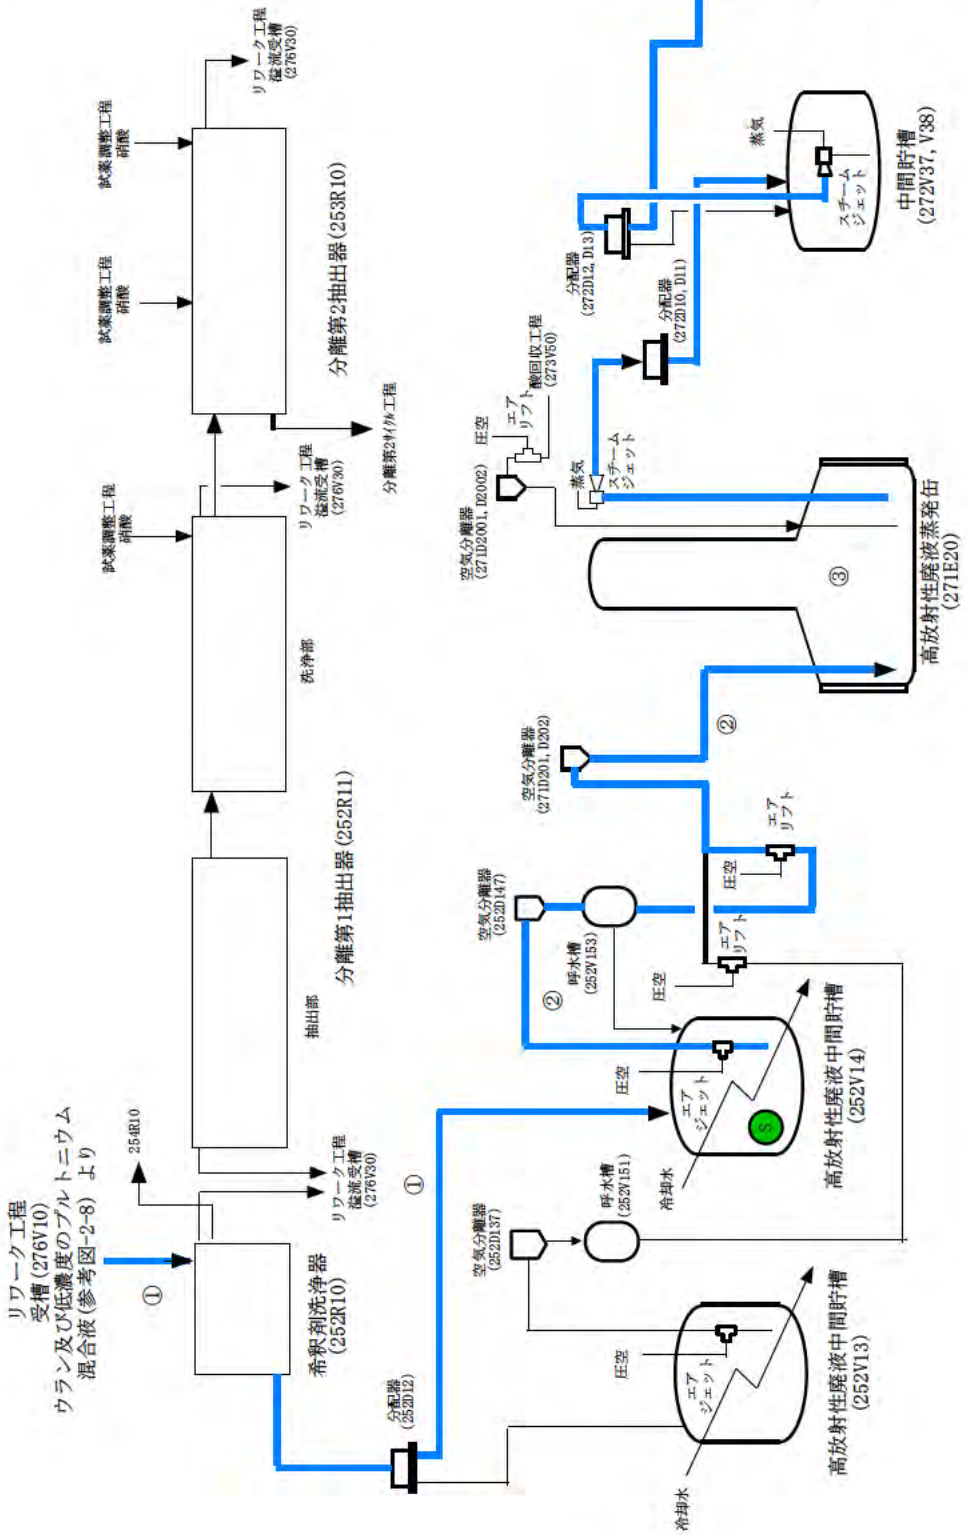 リワーク工程
受槽(276V10)
ウラン及び低濃度のプルトニウム
混合液(参考図-2-8) より
①
254R10
希釈剤洗浄器
(252R10)
リワーク工程
溢流受槽
(276V30)
抽出部
分離第1抽出器(252R11)
洗浄部
試薬調整工程
硝酸
リワーク工程
溢流受槽
(276V30)
試薬調整工程
硝酸
試薬調整工程
硝酸
分離第2抽出器(253R10)
リワーク工程
溢流受槽
(276V30)
分離第2サイクル工程
分配器
(252D12)
①
冷却水
圧空
エア
ジェット
高放射性廃液中間貯槽
(252V13)
空気分離器
(252D137)
呼水槽
(252V151)
冷却水
圧空
エア
ジェット
S.
高放射性廃液中間貯槽
(252V14)
②
空気分離器
(252D147)
呼水槽
(252V153)
圧空
エア
リフト
圧空
エア
リフト
空気分離器
(271D201, D202)
②
③
高放射性廃液蒸発缶
(271E20)
空気分離器
(271D2001, D2002)
圧空
エア
リフト
酸回収工程
(273V50)
蒸気
スチーム
ジェット
分配器
(272D10, D11)
分配器
(272D12, D13)
蒸気
スチーム
ジェット
中間貯槽
(272V37, V38)